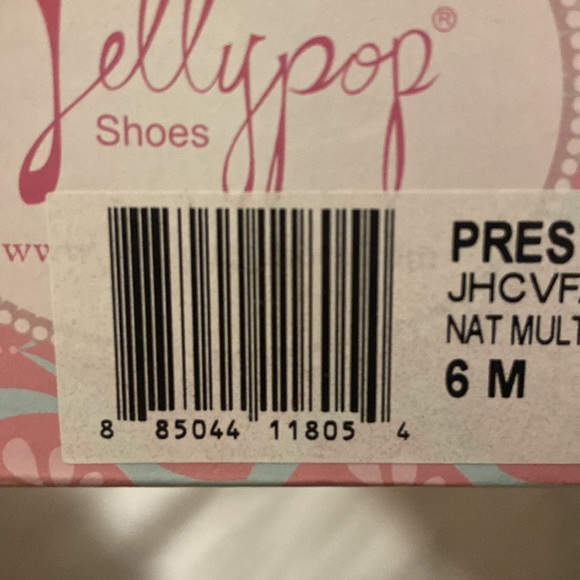 Jellypop®
Shoes
PRES
JHCVF
NAT MULT
6 M
8 85044 11805 4